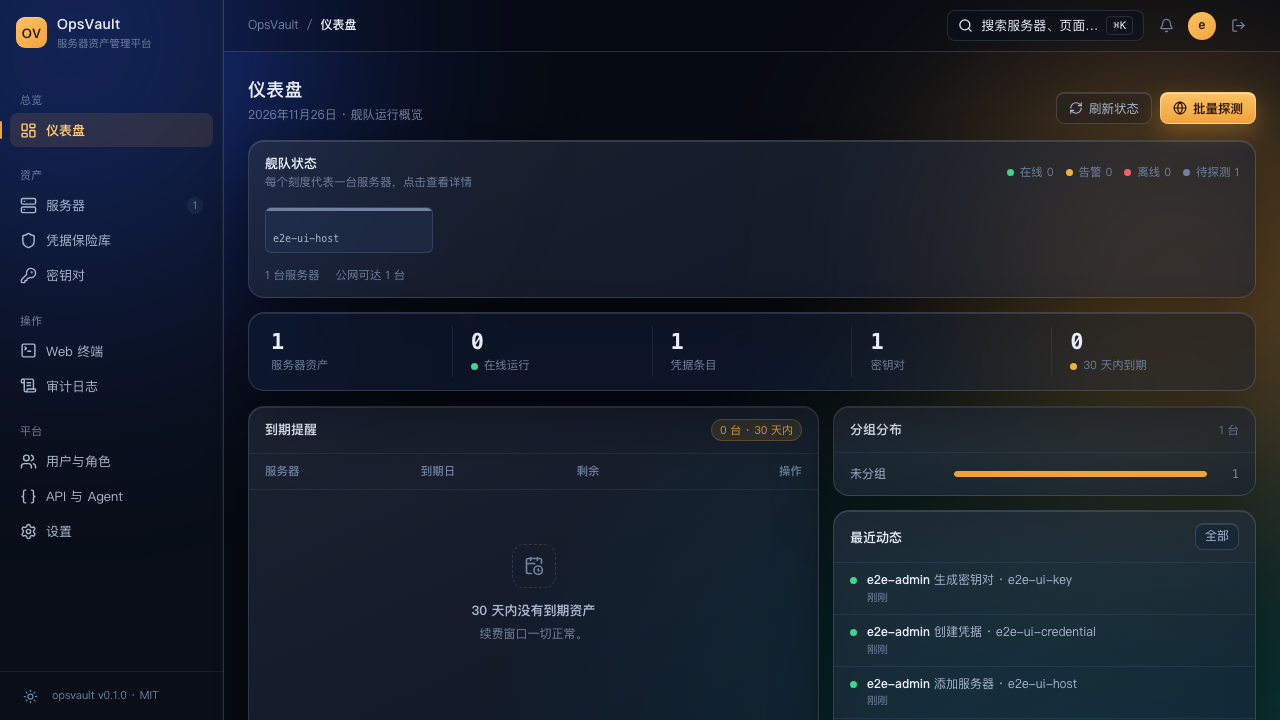 OV
OpsVault
服务器资产管理平台
总览
仪表盘
资产
服务器 1
凭据保险库
密钥对
操作
Web 终端
审计日志
平台
用户与角色
API 与 Agent
设置
opsvault v0.1.0 · MIT
OpsVault / 仪表盘
搜索服务器、页面... ⌘K
e
仪表盘
2026年11月26日 · 舰队运行概览
刷新状态
批量探测
舰队状态
每个刻度代表一台服务器，点击查看详情
在线 0 告警 0 离线 0 待探测 1
e2e-ui-host
1 台服务器 公网可达 1 台
1
服务器资产
0
在线运行
1
凭据条目
1
密钥对
0
30 天内到期
到期提醒
0 台 · 30 天内
服务器 到期日 剩余 操作
30 天内没有到期资产
续费窗口一切正常。
分组分布
1 台
未分组 1
最近动态
全部
e2e-admin 生成密钥对 · e2e-ui-key
刚刚
e2e-admin 创建凭据 · e2e-ui-credential
刚刚
e2e-admin 添加服务器 · e2e-ui-host
刚刚